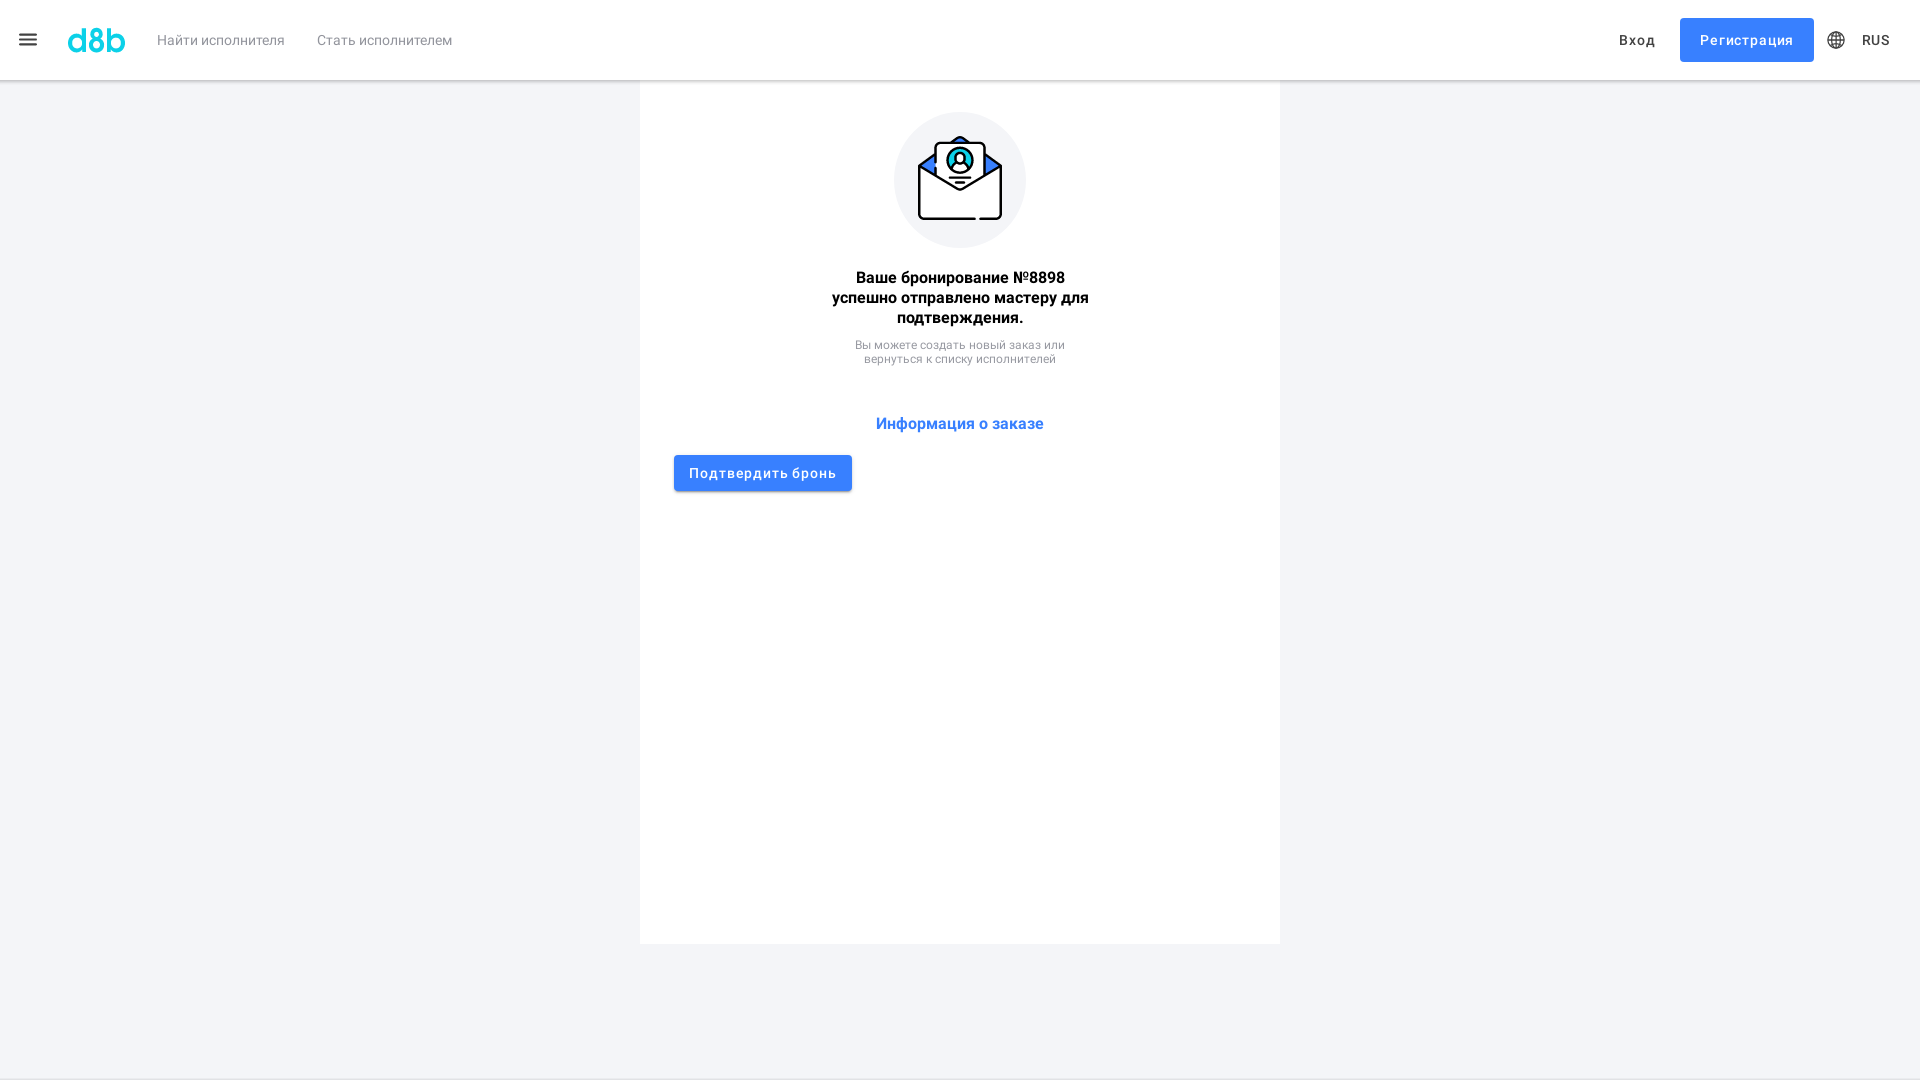 d8b
Найти исполнителя
Стать исполнителем
Вход
Регистрация
RUS
Ваше бронирование №8898
успешно отправлено мастеру для
подтверждения.
Вы можете создать новый заказ или
вернуться к списку исполнителей
Информация о заказе
Подтвердить бронь